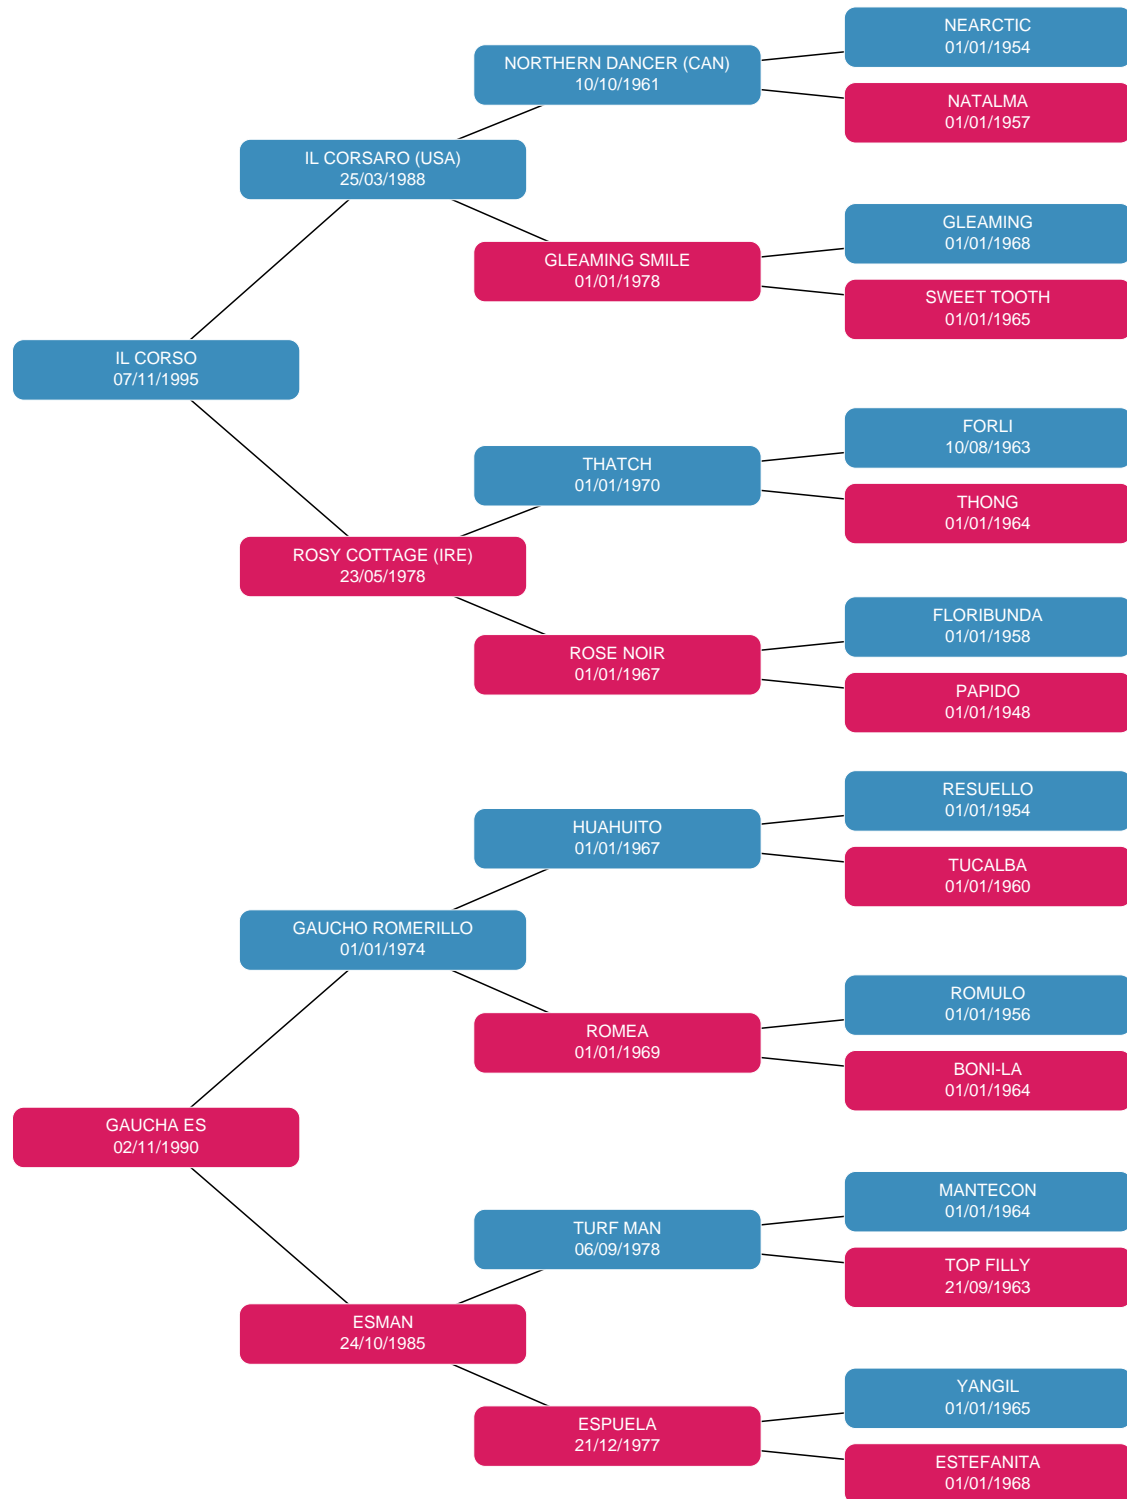 NEARCTIC
01/01/1954
NORTHERN DANCER (CAN)
10/10/1961
NATALMA
01/01/1957
IL CORSARO (USA)
25/03/1988
GLEAMING
01/01/1968
GLEAMING SMILE
01/01/1978
SWEET TOOTH
01/01/1965
IL CORSO
07/11/1995
FORLI
10/08/1963
THATCH
01/01/1970
THONG
01/01/1964
ROSY COTTAGE (IRE)
23/05/1978
FLORIBUNDA
01/01/1958
ROSE NOIR
01/01/1967
PAPIDO
01/01/1948
RESUELLO
01/01/1954
HUAHUITO
01/01/1967
TUCALBA
01/01/1960
GAUCHO ROMERILLO
01/01/1974
ROMULO
01/01/1956
ROMEA
01/01/1969
BONI-LA
01/01/1964
GAUCHA ES
02/11/1990
MANTECON
01/01/1964
TURF MAN
06/09/1978
TOP FILLY
21/09/1963
ESMAN
24/10/1985
YANGIL
01/01/1965
ESPUELA
21/12/1977
ESTEFANITA
01/01/1968